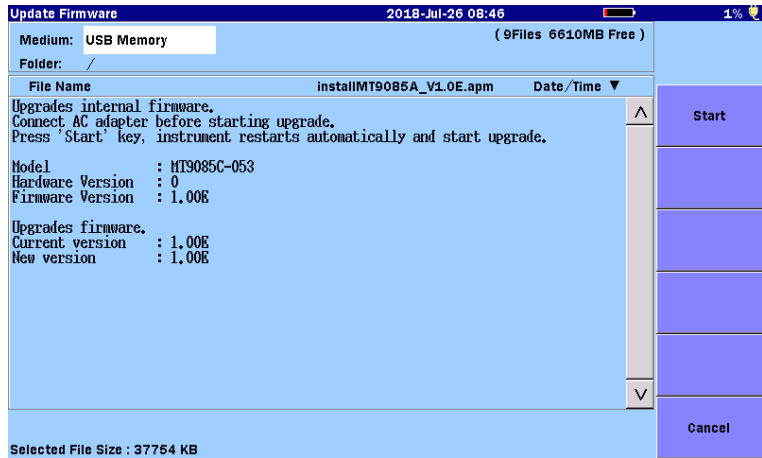 Update Firmware 2018-Jul-26 08:46 1%
Medium: USB Memory ( 9Files 6610MB Free )
Folder: /
File Name installMT9085A_V1.0E.apm Date/Time ▼
Upgrades internal firmware.
Connect AC adapter before starting upgrade.
Press 'Start' key, instrument restarts automatically and start upgrade.
Model : MT9085C-053
Hardware Version : 0
Firmware Version : 1.00E
Upgrades firmware.
Current version : 1.00E
New version : 1.00E
Start
Cancel
Selected File Size : 37754 KB